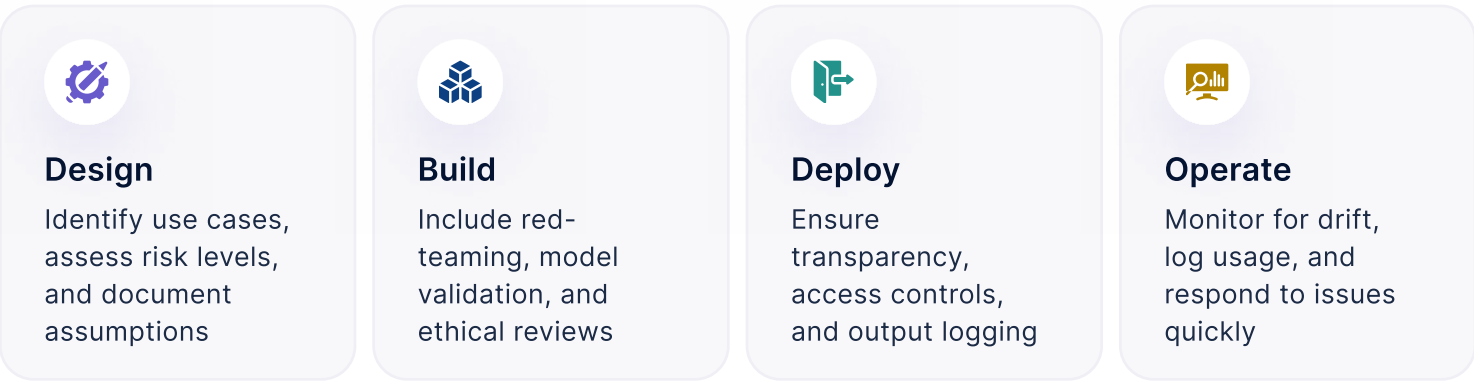 Design
Identify use cases,
assess risk levels,
and document
assumptions
Build
Include red-
teaming, model
validation, and
ethical reviews
Deploy
Ensure
transparency,
access controls,
and output logging
Operate
Monitor for drift,
log usage, and
respond to issues
quickly